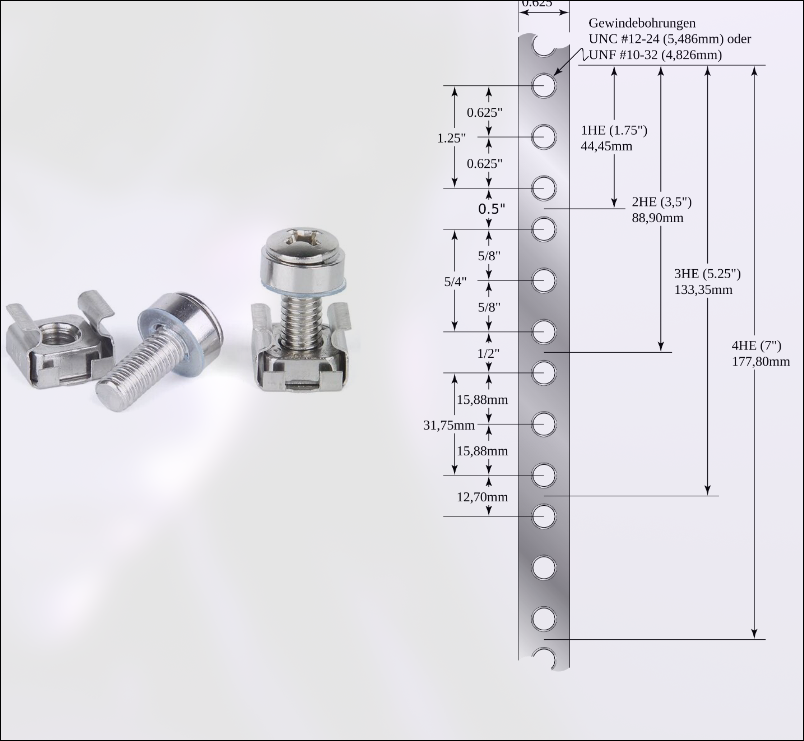 0.625"
Gewindebohrungen
UNC #12-24 (5,486mm) oder
UNF #10-32 (4,826mm)
0.625"
1.25"
0.625"
0.5"
5/8"
5/4"
5/8"
1/2"
15,88mm
31,75mm
15,88mm
12,70mm
1HE (1.75")
44,45mm
2HE (3,5")
88,90mm
3HE (5.25")
133,35mm
4HE (7")
177,80mm